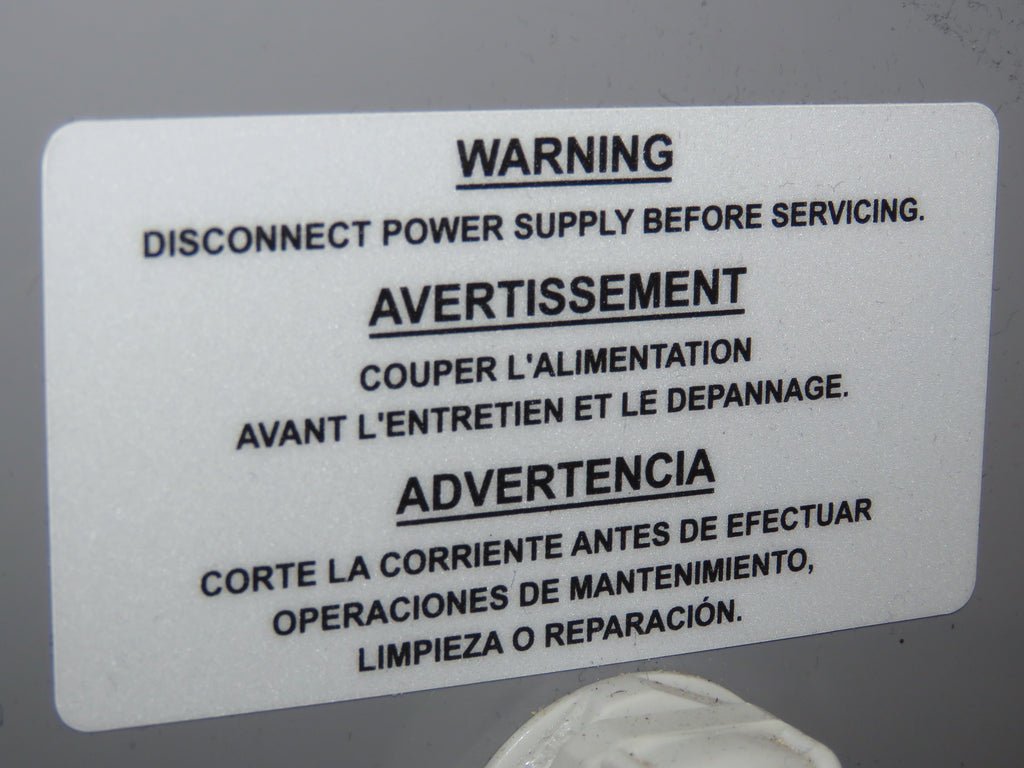 WARNING
DISCONNECT POWER SUPPLY BEFORE SERVICING.
AVERTISSEMENT
COUPER L'ALIMENTATION
AVANT L'ENTRETIEN ET LE DEPANNAGE.
ADVERTENCIA
CORTE LA CORRIENTE ANTES DE EFECTUAR
OPERACIONES DE MANTENIMIENTO,
LIMPIEZA O REPARACIÓN.